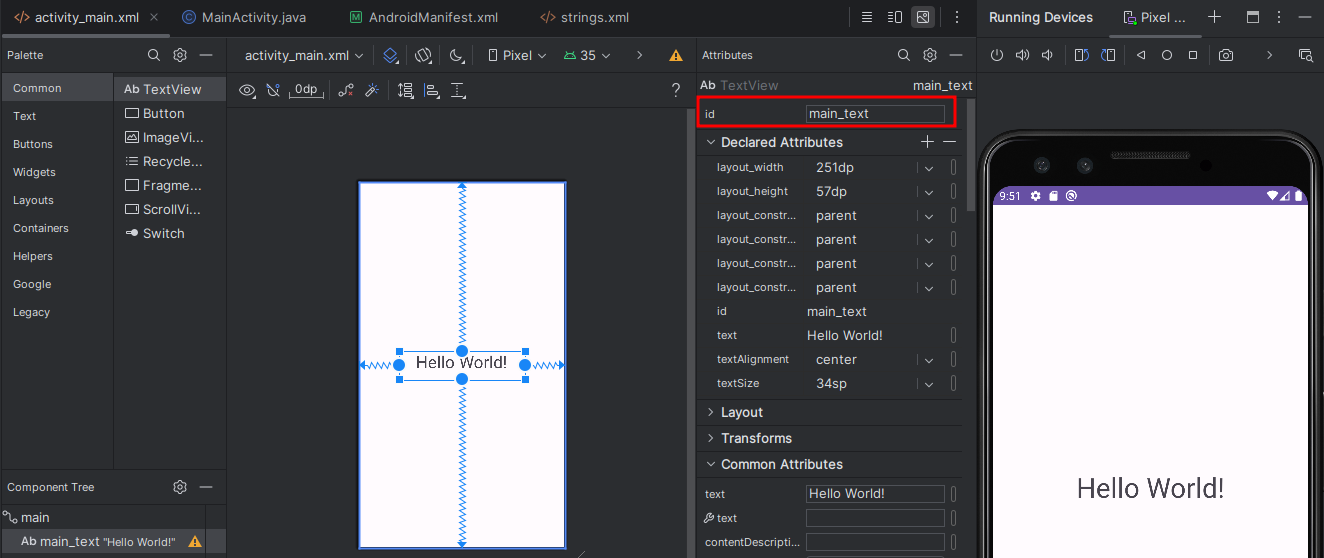 activity_main.xml
MainActivity.java
AndroidManifest.xml
strings.xml
Running Devices
Pixel ...
Palette
activity_main.xml
Pixel
35
Attributes
Common
Text
Buttons
Widgets
Layouts
Containers
Helpers
Google
Legacy
Ab TextView
Button
ImageVi...
Recycle...
Fragme...
ScrollVi...
Switch
0dp
?
Hello World!
Ab TextView
main_text
id main_text
Declared Attributes
layout_width 251dp
layout_height 57dp
layout_constr... parent
layout_constr... parent
layout_constr... parent
layout_constr... parent
id main_text
text Hello World!
textAlignment center
textSize 34sp
Layout
Transforms
Common Attributes
text Hello World!
text
contentDescripti...
Component Tree
main
Ab main_text "Hello World!"
9:51
Hello World!